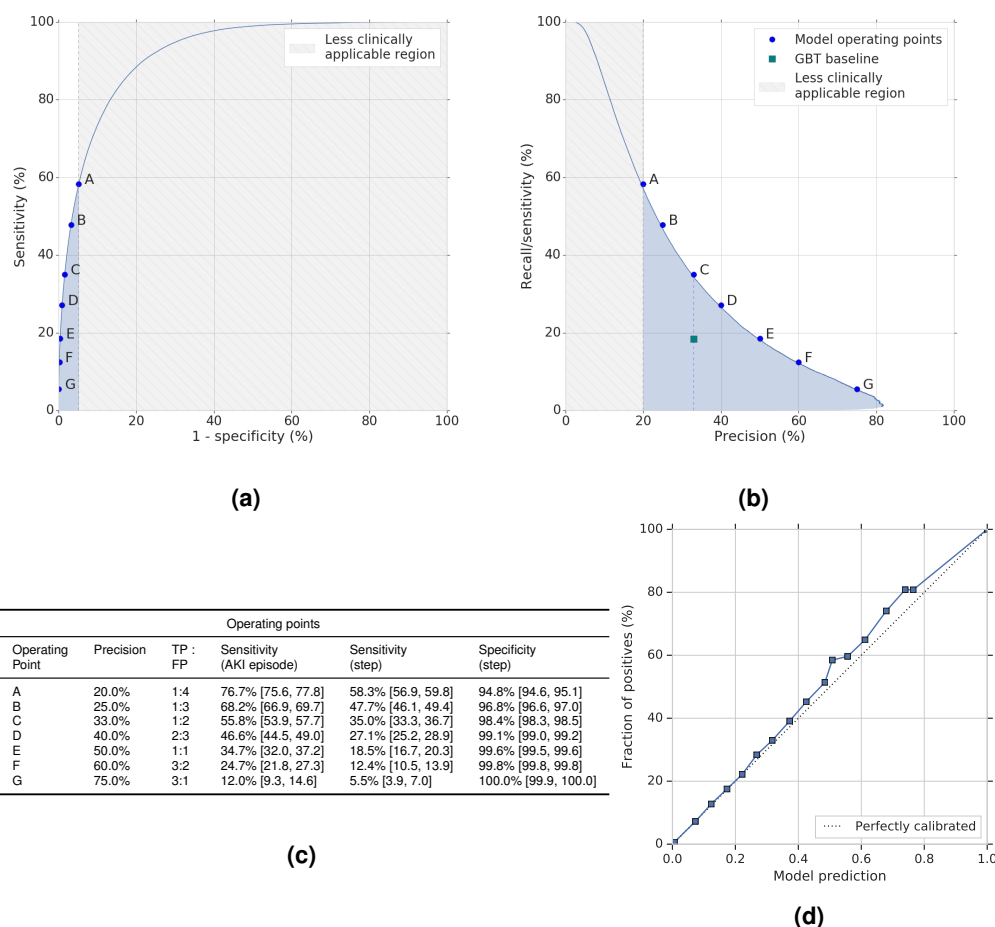 100
80
60
40
20
0
Sensitivity (%)
A
B
C
D
E
F
G
Less clinically
applicable region
0 20 40 60 80 100
1 - specificity (%)
(a)
100
80
60
40
20
0
Recall/sensitivity (%)
A
B
C
D
E
F
G
Model operating points
GBT baseline
Less clinically
applicable region
0 20 40 60 80 100
Precision (%)
(b)
Operating points
Operating Precision TP : Sensitivity Sensitivity Specificity
Point FP (AKI episode) (step) (step)
A 20.0% 1:4 76.7% [75.6, 77.8] 58.3% [56.9, 59.8] 94.8% [94.6, 95.1]
B 25.0% 1:3 68.2% [66.9, 69.7] 47.7% [46.1, 49.4] 96.8% [96.6, 97.0]
C 33.0% 1:2 55.8% [53.9, 57.7] 35.0% [33.3, 36.7] 98.4% [98.3, 98.5]
D 40.0% 2:3 46.6% [44.5, 49.0] 27.1% [25.2, 28.9] 99.1% [99.0, 99.2]
E 50.0% 1:1 34.7% [32.0, 37.2] 18.5% [16.7, 20.3] 99.6% [99.5, 99.6]
F 60.0% 3:2 24.7% [21.8, 27.3] 12.4% [10.5, 13.9] 99.8% [99.8, 99.8]
G 75.0% 3:1 12.0% [9.3, 14.6] 5.5% [3.9, 7.0] 100.0% [99.9, 100.0]
(c)
100
80
60
40
20
0
Fraction of positives (%)
Perfectly calibrated
0.0 0.2 0.4 0.6 0.8 1.0
Model prediction
(d)